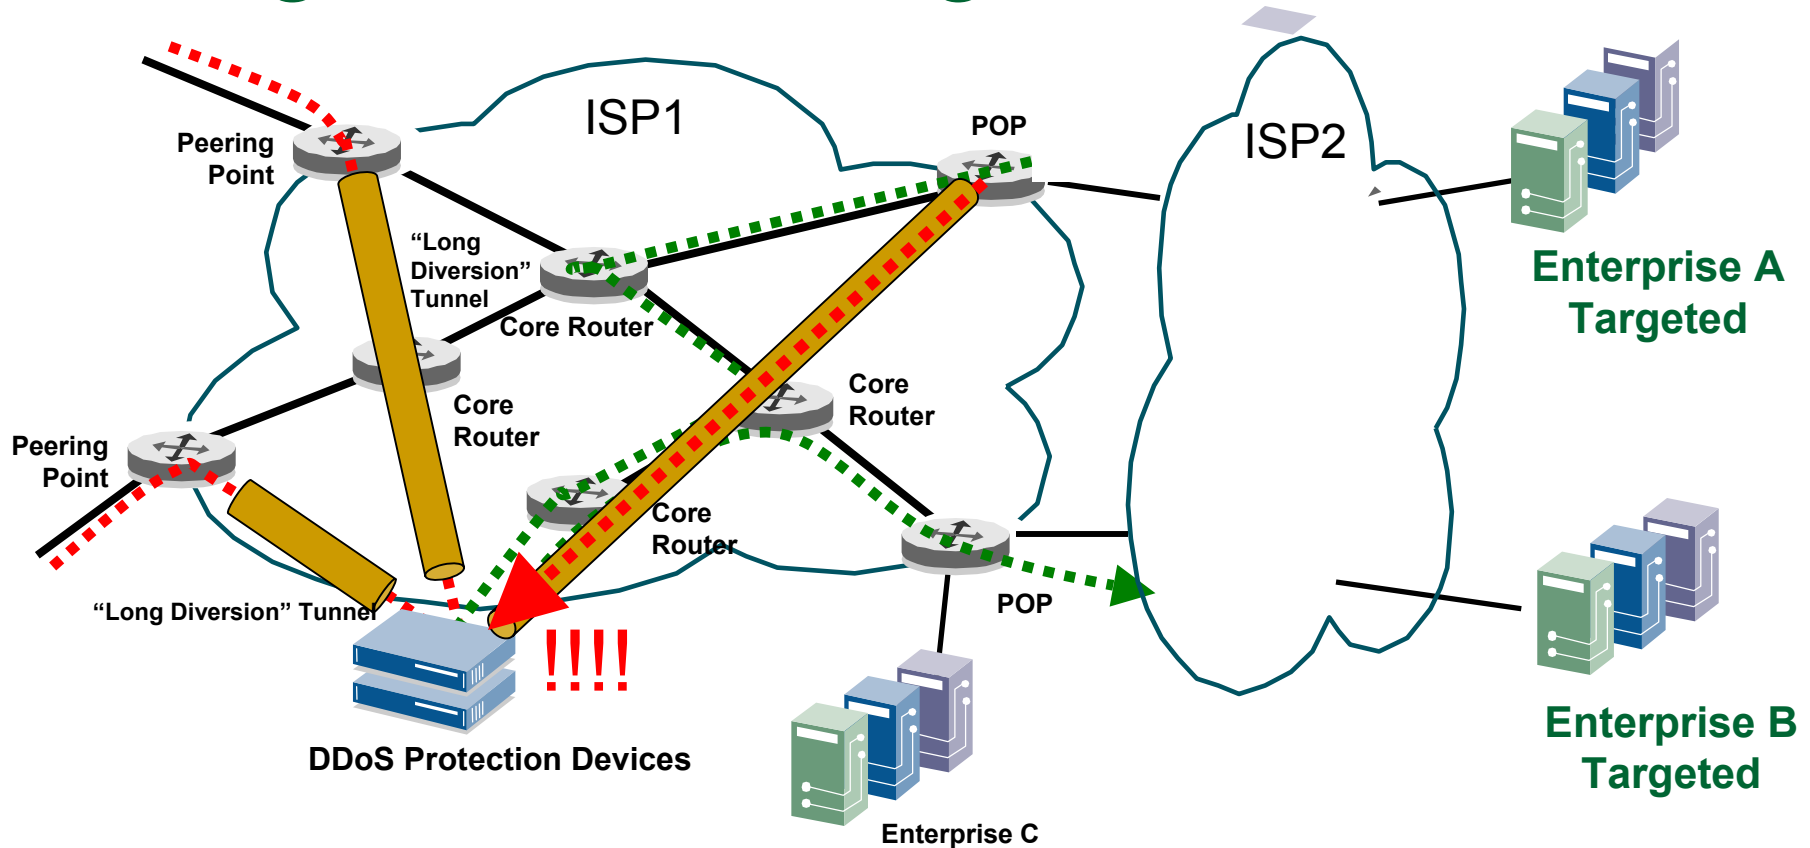 ISP1
POP
Peering
Point
ISP2
"Long
Diversion"
Tunnel
Core Router
Enterprise A
Targeted
Core
Router
Core
Router
Peering
Point
Core
Router
"Long Diversion" Tunnel
POP
!!!!
DDoS Protection Devices
Enterprise B
Targeted
Enterprise C